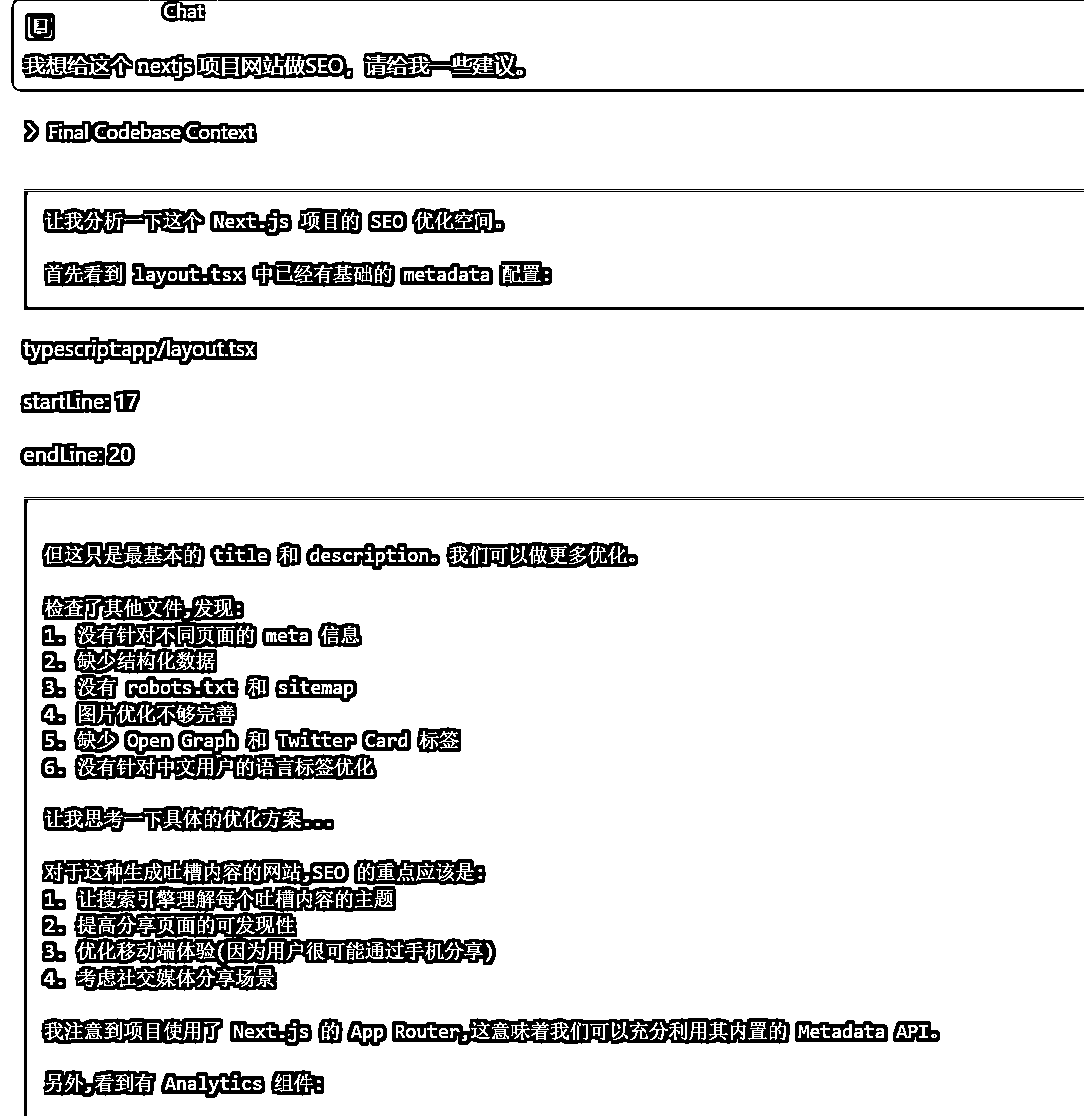 Chat
我想给这个 nextjs 项目网站做SEO，请给我一些建议。
Final Codebase Context
让我分析一下这个 Next.js 项目的 SEO 优化空间。
首先看到 layout.tsx 中已经有基础的 metadata 配置:
typescript:app/layout.tsx
startLine: 17
endLine: 20
但这只是最基本的 title 和 description。我们可以做更多优化。
检查了其他文件,发现:
1. 没有针对不同页面的 meta 信息
2. 缺少结构化数据
3. 没有 robots.txt 和 sitemap
4. 图片优化不够完善
5. 缺少 Open Graph 和 Twitter Card 标签
6. 没有针对中文用户的语言标签优化
让我思考一下具体的优化方案...
对于这种生成吐槽内容的网站,SEO 的重点应该是:
1. 让搜索引擎理解每个吐槽内容的主题
2. 提高分享页面的可发现性
3. 优化移动端体验(因为用户很可能通过手机分享)
4. 考虑社交媒体分享场景
我注意到项目使用了 Next.js 的 App Router,这意味着我们可以充分利用其内置的 Metadata API。
另外,看到有 Analytics 组件: